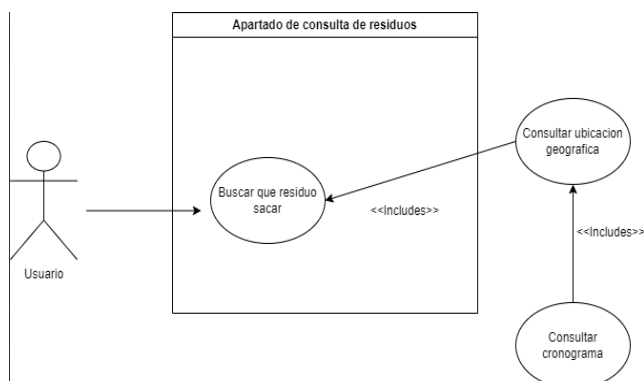 Apartado de consulta de residuos
Consultar ubicacion
geografica
Buscar que residuo
sacar
<<Includes>>
<<Includes>>
Usuario
Consultar
cronograma